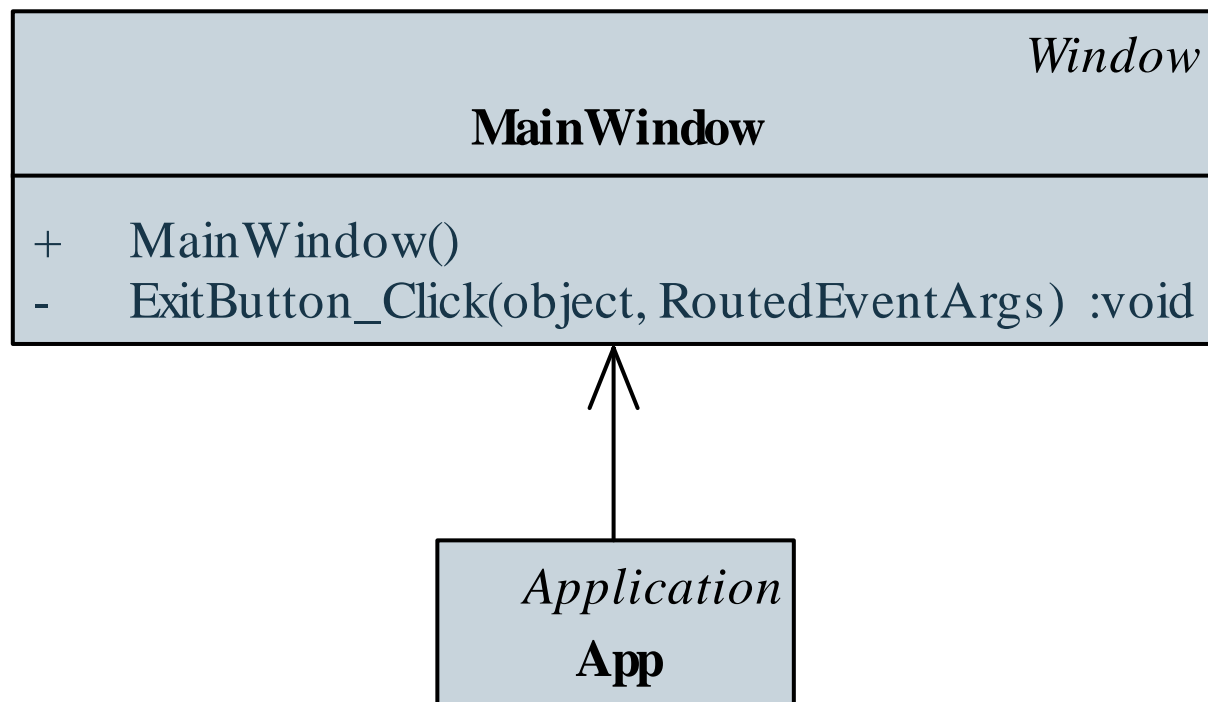 Window
MainWindow
+ MainWindow()
- ExitButton_Click(object, RoutedEventArgs) :void
Application
App